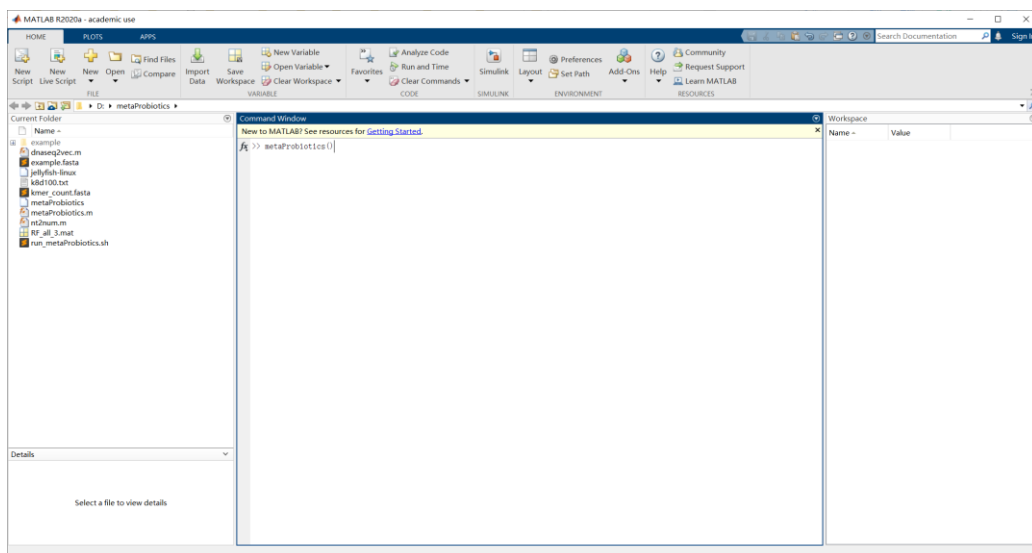 MATLAB R2020a - academic use
HOME PLOTS APPS Search Documentation Sign In
New Script New Live Script New Open Find Files Compare Import Data Save Workspace New Variable Open Variable Clear Workspace Favorites Analyze Code Run and Time Clear Commands Simulink Layout Preferences Set Path Add-Ons Help Community Request Support Learn MATLAB
FILE VARIABLE CODE SIMULINK ENVIRONMENT RESOURCES
D: metaProbiotics
Current Folder
Name
example
dnaseq2vec.m
example.fasta
jellyfish-linux
k8d100.txt
kmer_count.fasta
metaProbiotics
metaProbiotics.m
nt2num.m
RF_all_3.mat
run_metaProbiotics.sh
Details
Select a file to view details
Command Window
New to MATLAB? See resources for Getting Started.
fx >> metaProbiotics()
Workspace
Name Value